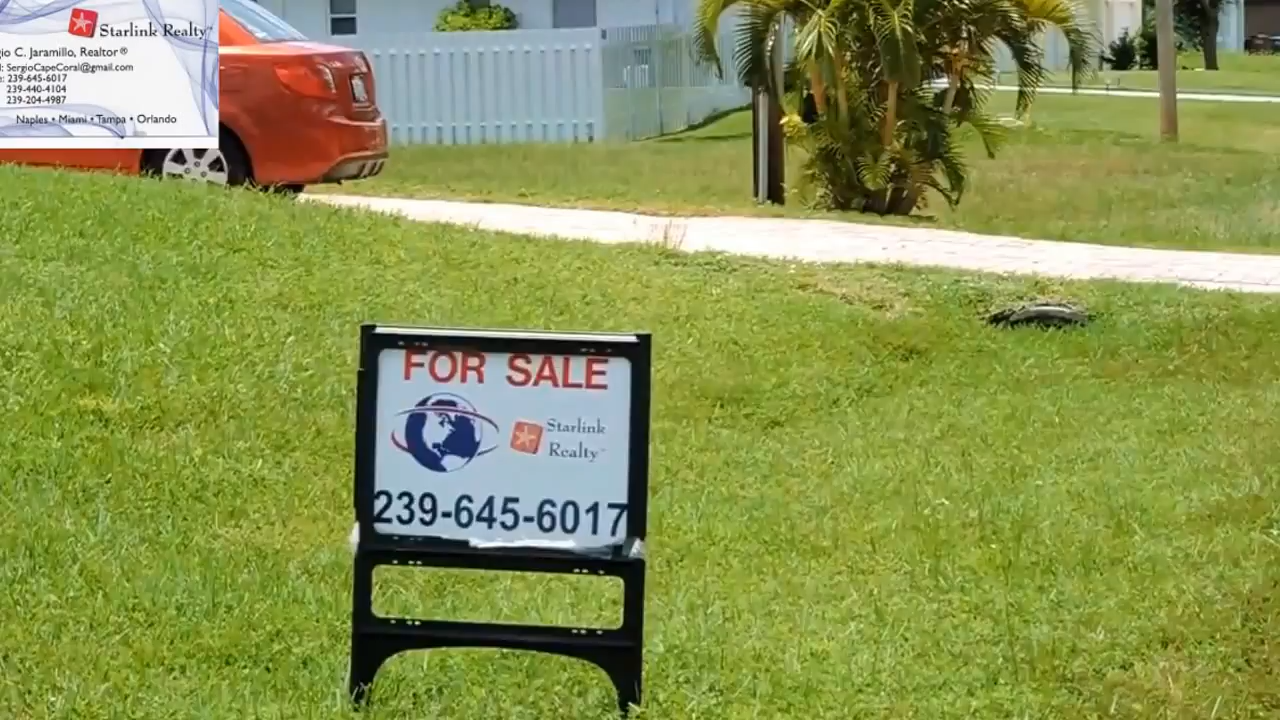 Starlink Realty
gio C. Jaramillo, Realtor®
l: SergioCapeCoral@gmail.com
e: 239-645-6017
239-440-4104
239-204-4987
Naples • Miami • Tampa • Orlando
FOR SALE
Starlink
Realty
239-645-6017